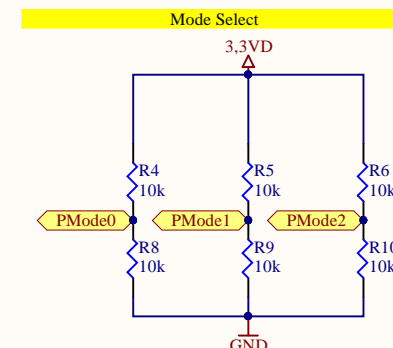 Mode Select
3,3VD
R4
10k
R5
10k
R6
10k
PMode0
PMode1
PMode2
R8
10k
R9
10k
R10
10k
GND